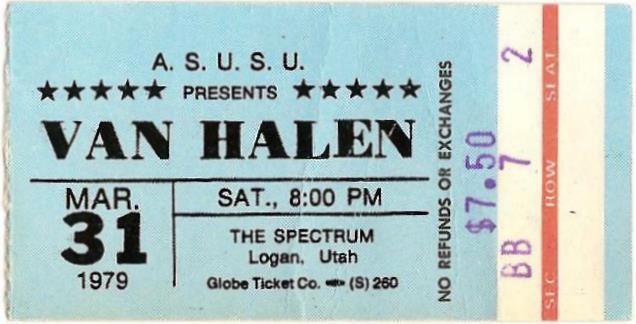 A. S. U. S. U.
★★★★★ PRESENTS ★★★★★
VAN HALEN
MAR.
31
1979
SAT., 8:00 PM
THE SPECTRUM
Logan, Utah
Globe Ticket Co. (S) 260
NO REFUNDS OR EXCHANGES
$7.50
BB 7 2
SEC ROW SEAT